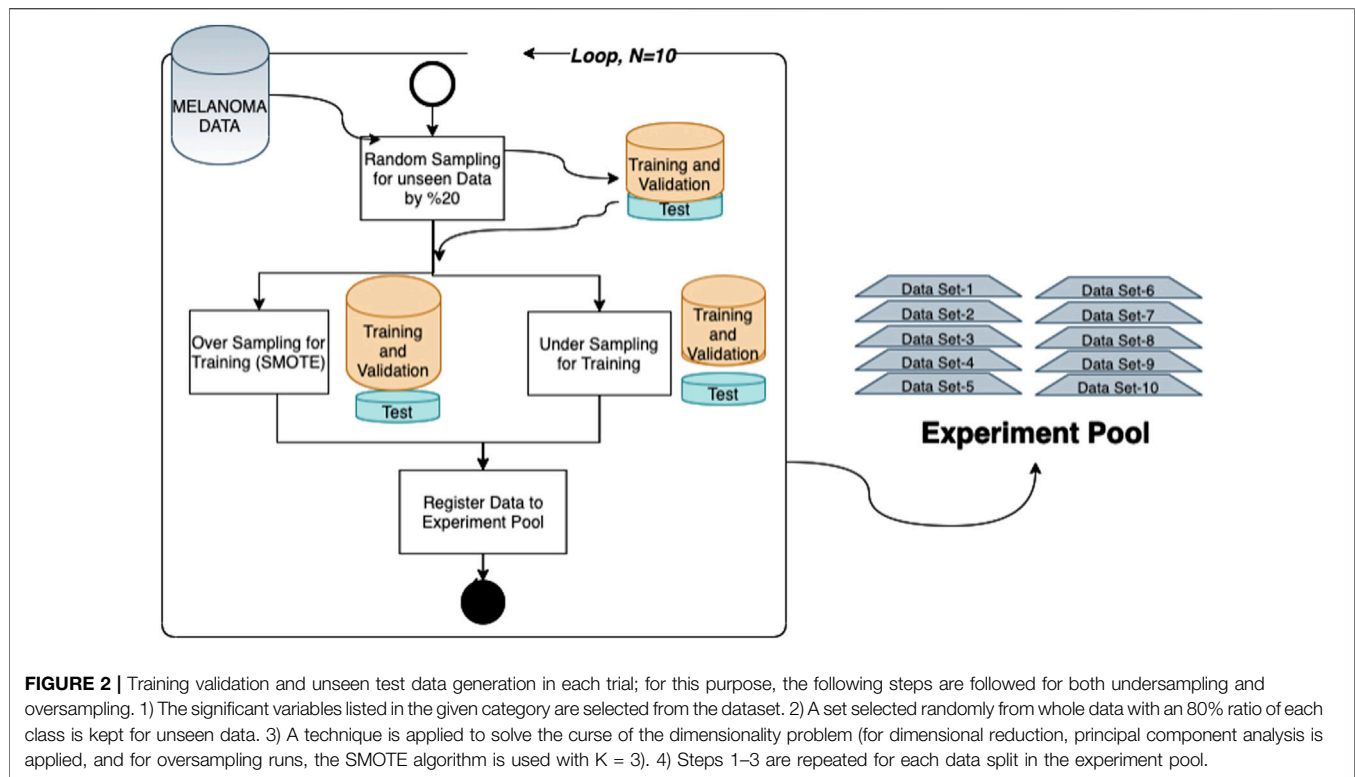 Loop, N=10
MELANOMA
DATA
Random Sampling
for unseen Data
by %20
Training and
Validation
Test
Over Sampling for
Training (SMOTE)
Training
and
Validation
Test
Under Sampling
for Training
Training
and
Validation
Test
Register Data to
Experiment Pool
Data Set-1
Data Set-2
Data Set-3
Data Set-4
Data Set-5
Data Set-6
Data Set-7
Data Set-8
Data Set-9
Data Set-10
Experiment Pool
FIGURE 2 | Training validation and unseen test data generation in each trial; for this purpose, the following steps are followed for both undersampling and
oversampling. 1) The significant variables listed in the given category are selected from the dataset. 2) A set selected randomly from whole data with an 80% ratio of each
class is kept for unseen data. 3) A technique is applied to solve the curse of the dimensionality problem (for dimensional reduction, principal component analysis is
applied, and for oversampling runs, the SMOTE algorithm is used with K = 3). 4) Steps 1–3 are repeated for each data split in the experiment pool.